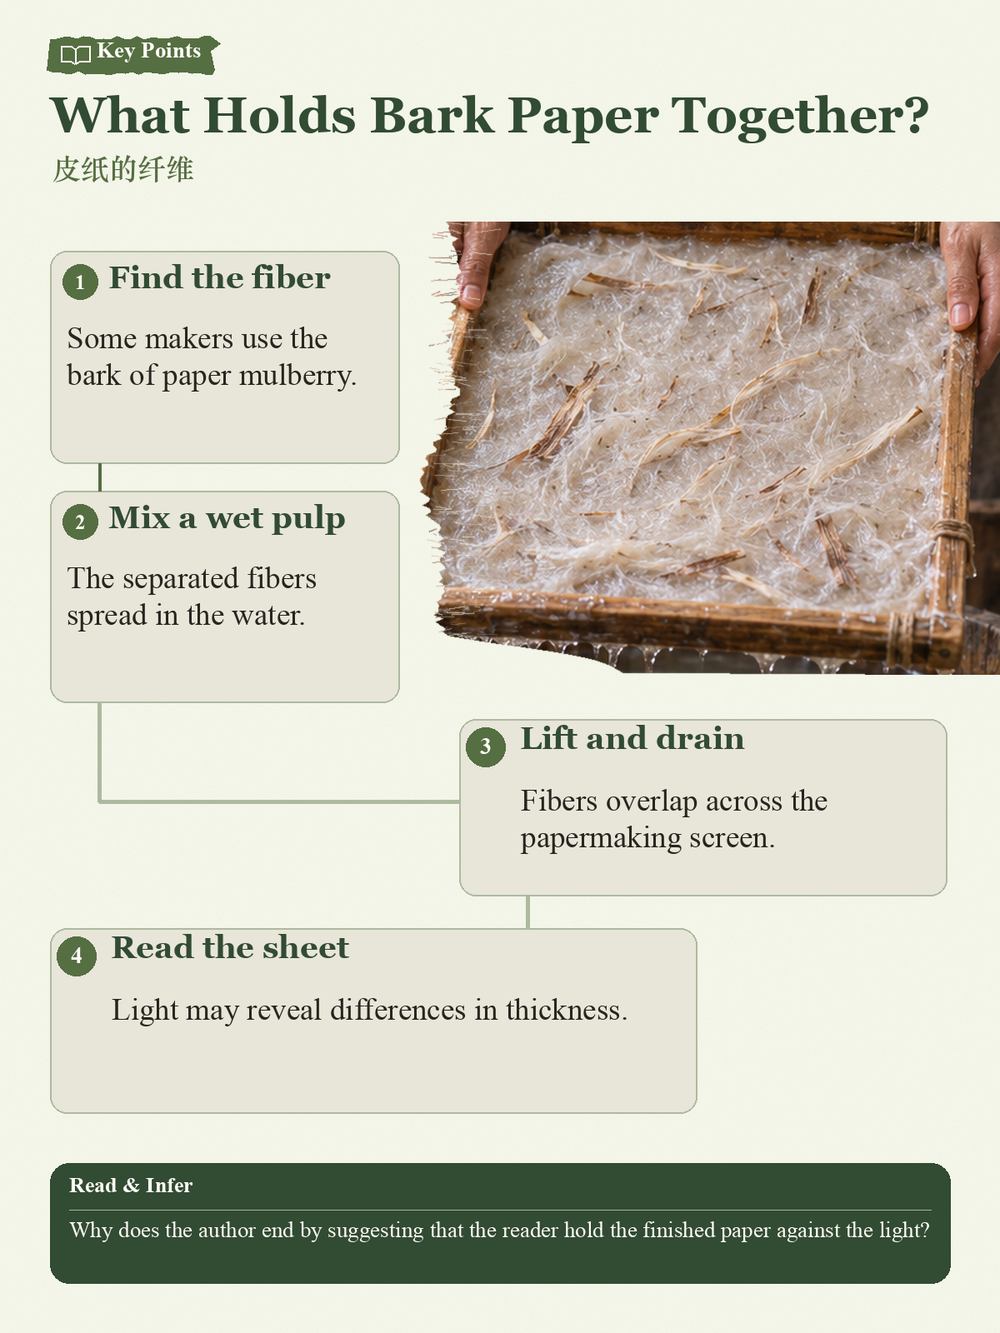 Key Points
What Holds Bark Paper Together?
皮纸的纤维
1 Find the fiber
Some makers use the
bark of paper mulberry.
2 Mix a wet pulp
The separated fibers
spread in the water.
3 Lift and drain
Fibers overlap across the
papermaking screen.
4 Read the sheet
Light may reveal differences in thickness.
Read & Infer
Why does the author end by suggesting that the reader hold the finished paper against the light?